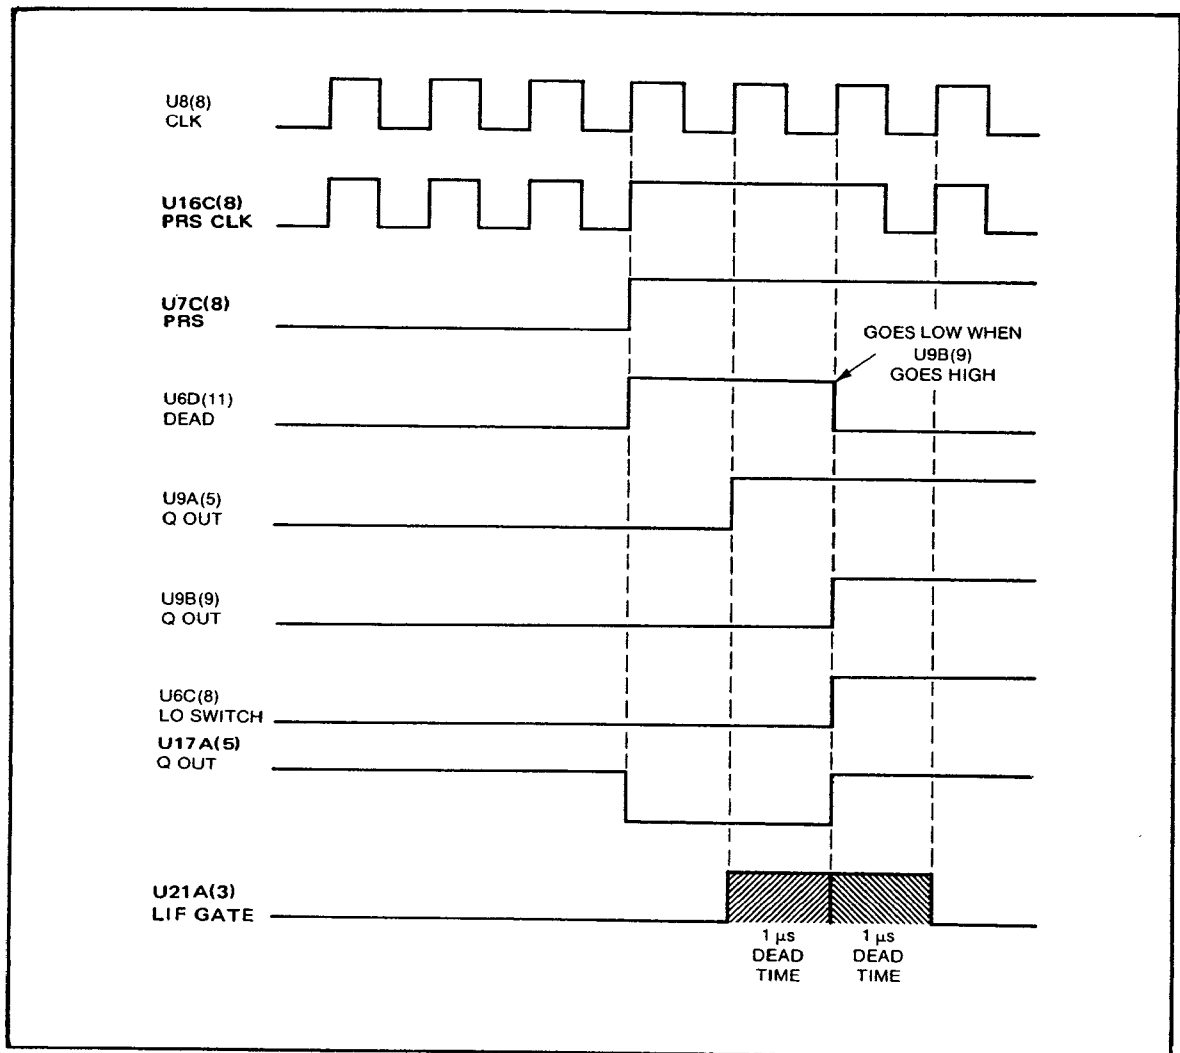 U8(8)
CLK
U16C(8)
PRS CLK
U7C(8)
PRS
GOES LOW WHEN
U9B(9)
GOES HIGH
U6D(11)
DEAD
U9A(5)
Q OUT
U9B(9)
Q OUT
U6C(8)
LO SWITCH
U17A(5)
Q OUT
U21A(3)
LIF GATE
1 μs
DEAD
TIME
1 μs
DEAD
TIME